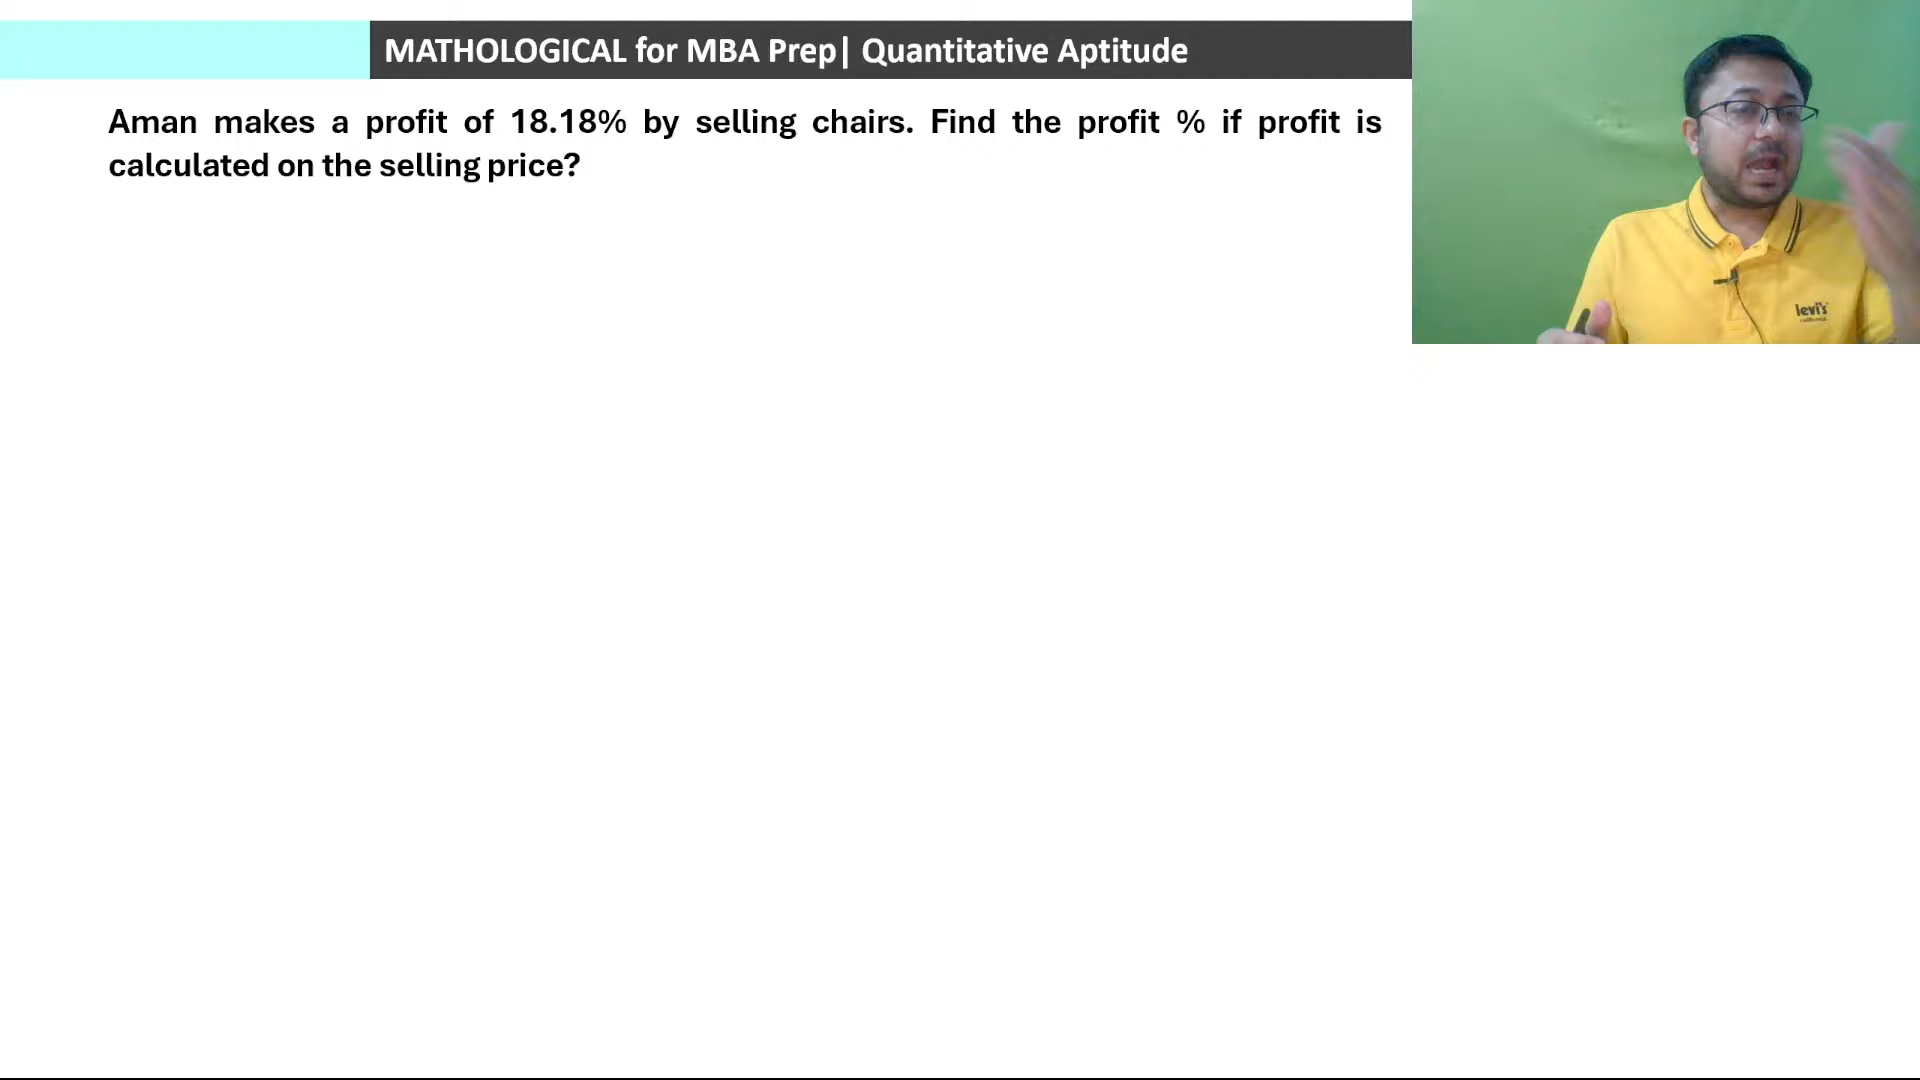 MATHOLOGICAL for MBA Prep| Quantitative Aptitude
Aman makes a profit of 18.18% by selling chairs. Find the profit % if profit is
calculated on the selling price?
levi's